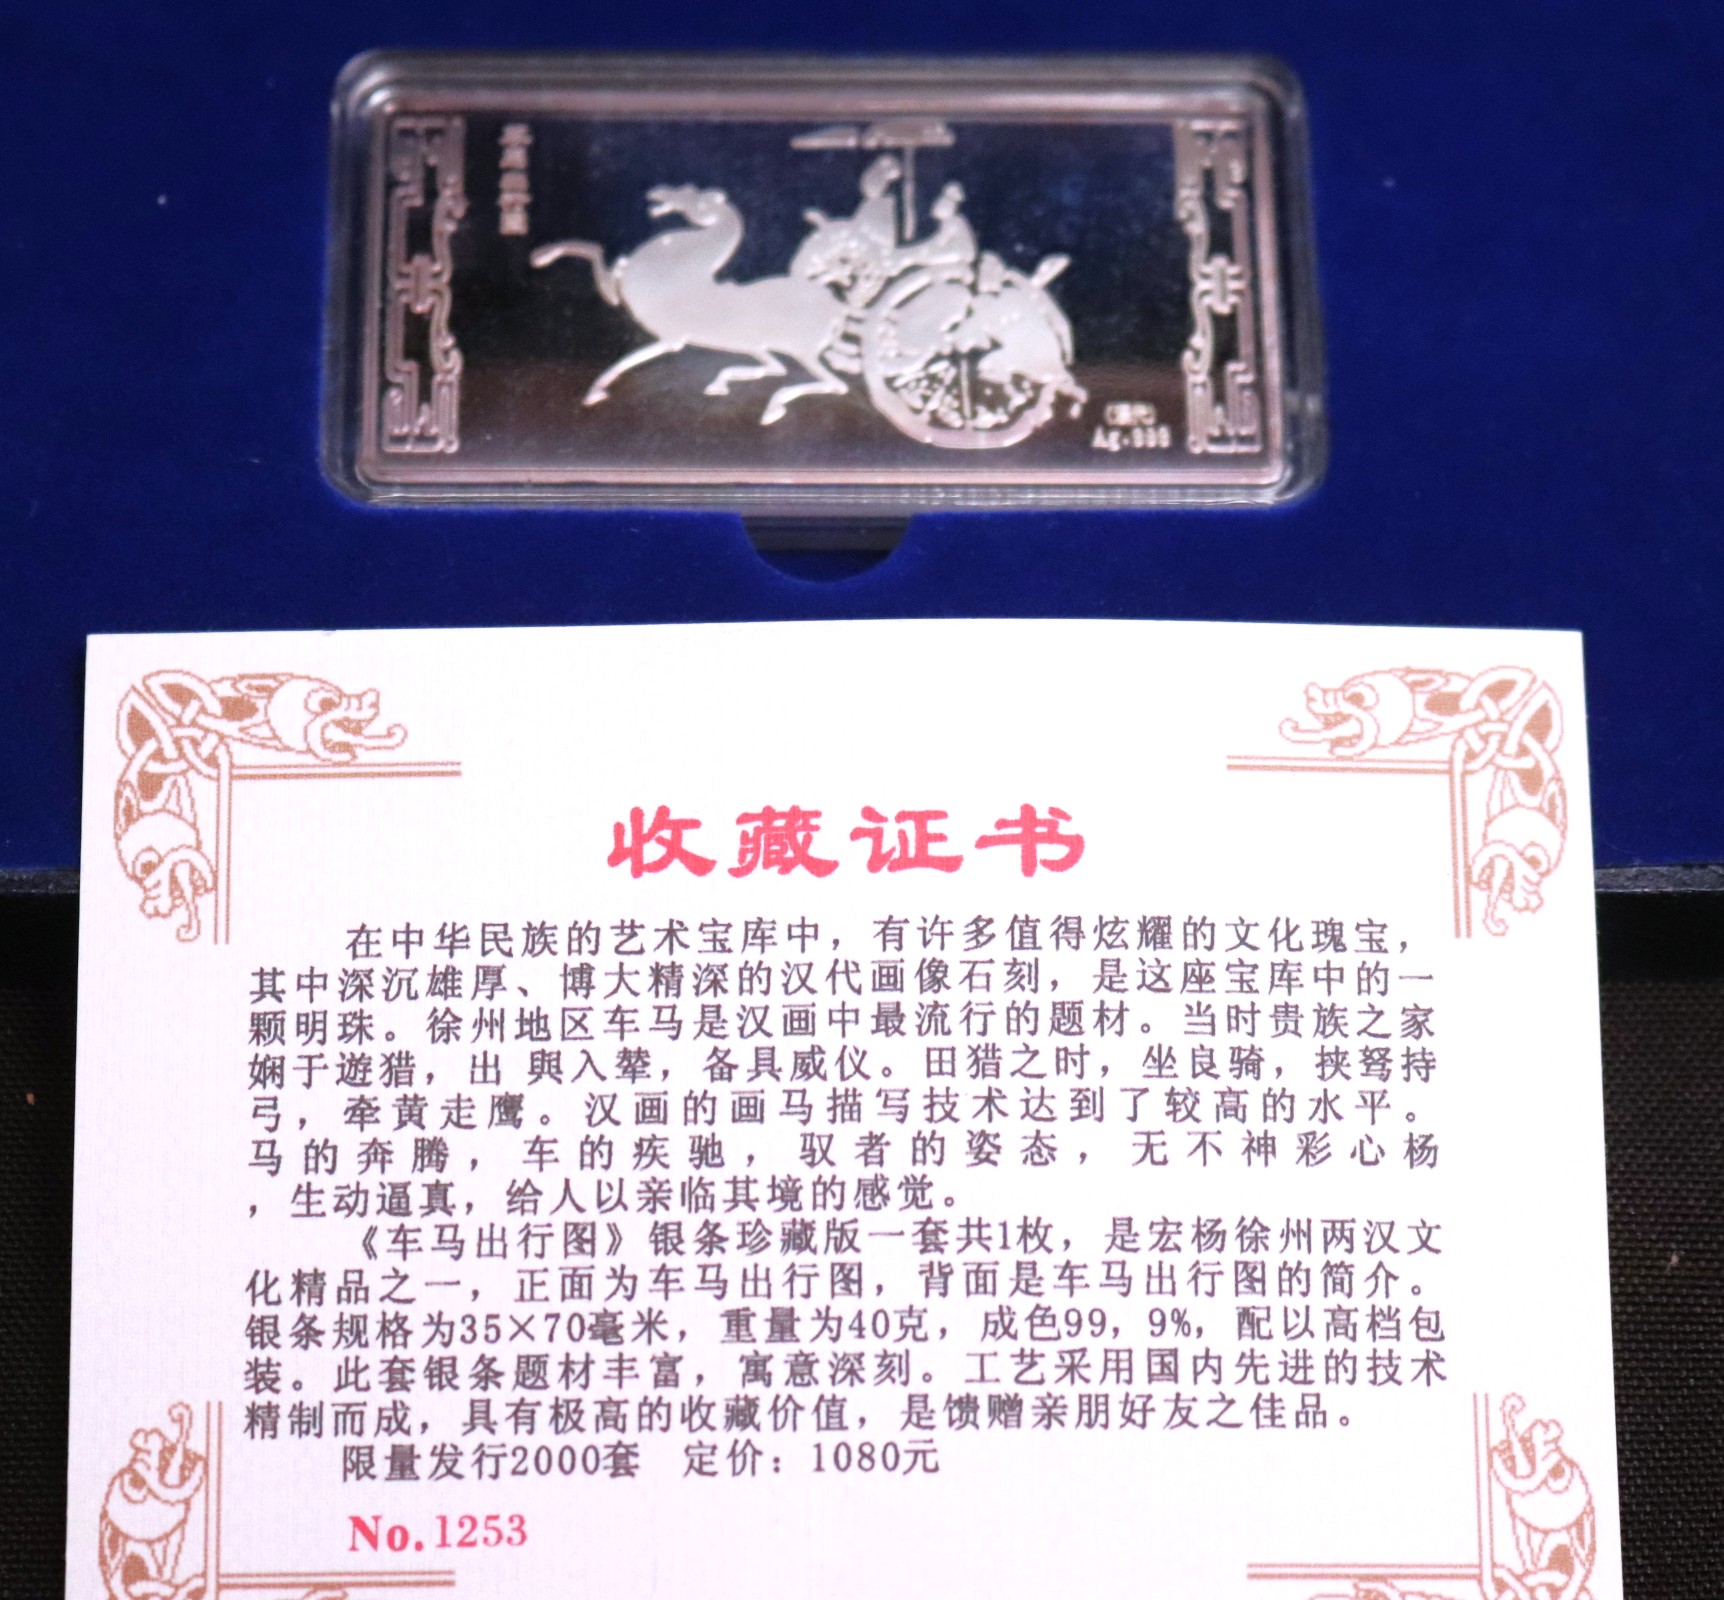 Ag.999
收藏证书
在中华民族的艺术宝库中，有许多值得炫耀的文化瑰宝，
其中深沉雄厚、博大精深的汉代画像石刻，是这座宝库中的一
颗明珠。徐州地区车马是汉画中最流行的题材。当时贵族之家
娴于遊猎，出 與入辇，备具威仪。田猎之时，坐良骑，挟弩持
弓，牵黄走鹰。汉画的画马描写技术达到了较高的水平。
马的奔腾，车的疾驰，驭者的姿态，无不神彩心杨
，生动逼真，给人以亲临其境的感觉。
《车马出行图》银条珍藏版一套共1枚，是宏杨徐州两汉文
化精品之一，正面为车马出行图，背面是车马出行图的简介。
银条规格为35×70毫米，重量为40克，成色99，9%，配以高档包
装。此套银条题材丰富，寓意深刻。工艺采用国内先进的技术
精制而成，具有极高的收藏价值，是馈赠亲朋好友之佳品。
限量发行2000套 定价：1080元
No.1253